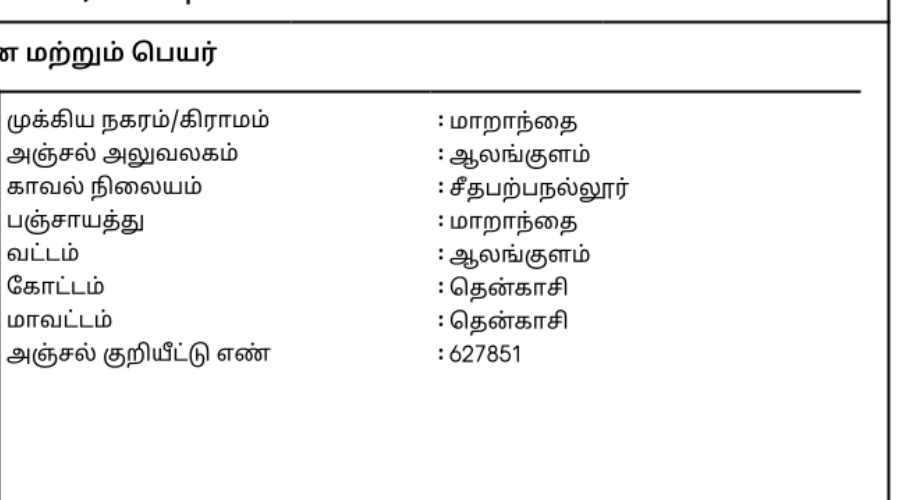 ன மற்றும் பெயர்
முக்கிய நகரம்/கிராமம் : மாறாந்தை
அஞ்சல் அலுவலகம் : ஆலங்குளம்
காவல் நிலையம் : சீதபற்பநல்லூர்
பஞ்சாயத்து : மாறாந்தை
வட்டம் : ஆலங்குளம்
கோட்டம் : தென்காசி
மாவட்டம் : தென்காசி
அஞ்சல் குறியீட்டு எண் : 627851